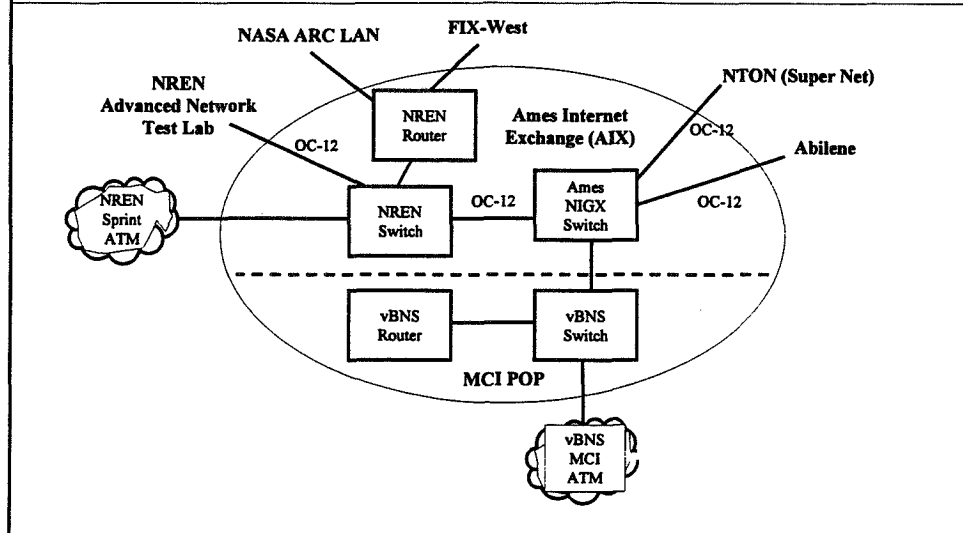 NASA ARC LAN
FIX-West
NREN
Advanced Network
Test Lab
OC-12
NREN
Router
Ames Internet
Exchange (AIX)
NTON (Super Net)
OC-12
Abilene
OC-12
NREN
Sprint
ATM
NREN
Switch
OC-12
Ames
NIGX
Switch
vBNS
Router
vBNS
Switch
MCI POP
vBNS
MCI
ATM